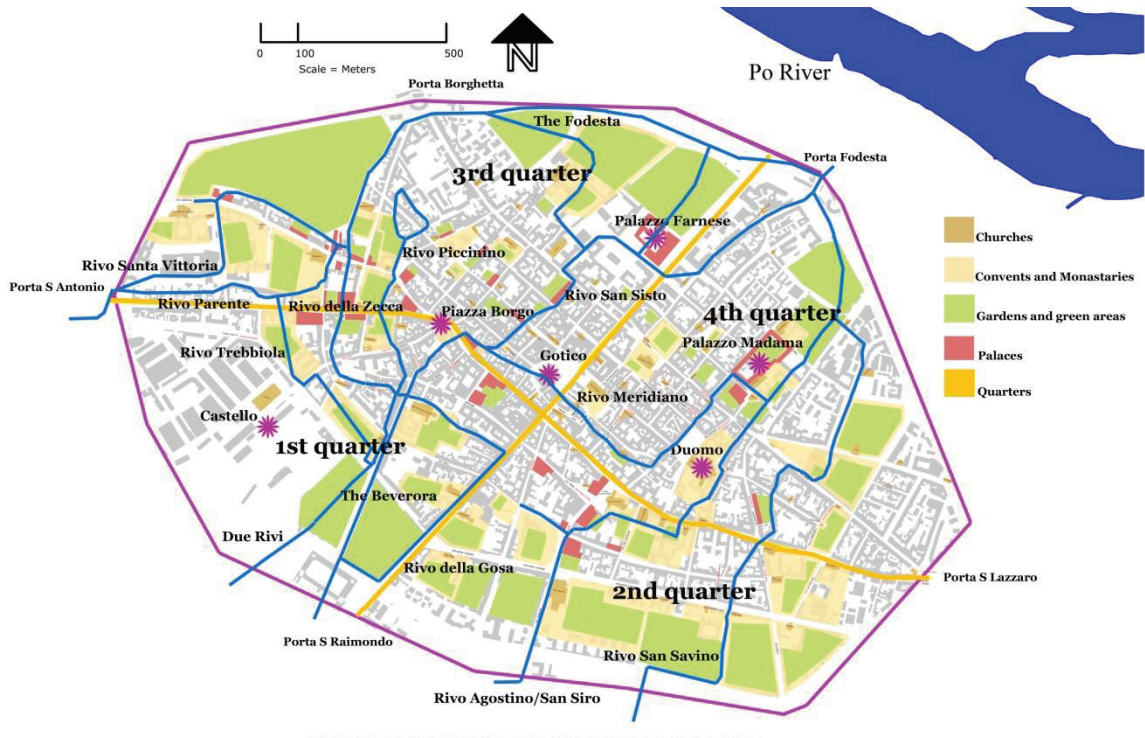 0 100 500
Scale = Meters
N
Po River
Porta Borghetta
The Fodesta
Porta Fodesta
3rd quarter
Palazzo Farnese
Churches
Rivo Piccinino
Rivo Santa Vittoria
Convents and Monastaries
Porta S Antonio
Rivo Parente
Rivo della Zecca
Rivo San Sisto
Piazza Borgo
4th quarter
Gardens and green areas
Palazzo Madama
Rivo Trebbiola
Gotico
Palaces
Rivo Meridiano
Quarters
Castello
1st quarter
Duomo
The Beverora
Due Rivi
Rivo della Gosa
Porta S Lazzaro
2nd quarter
Porta S Raimondo
Rivo San Savino
Rivo Agostino/San Siro